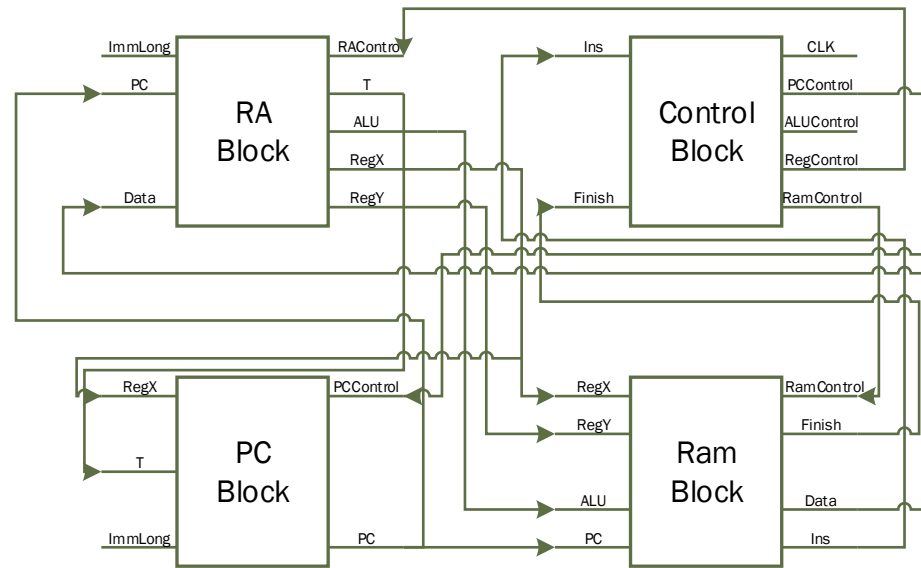 ImmLong
PC
Data
RA
Block
RAControl
T
ALU
RegX
RegY
Ins
Finish
Control
Block
CLK
PCControl
ALUControl
RegControl
RamControl
RegX
T
ImmLong
PC
Block
PCControl
PC
RegX
RegY
ALU
PC
Ram
Block
RamControl
Finish
Data
Ins